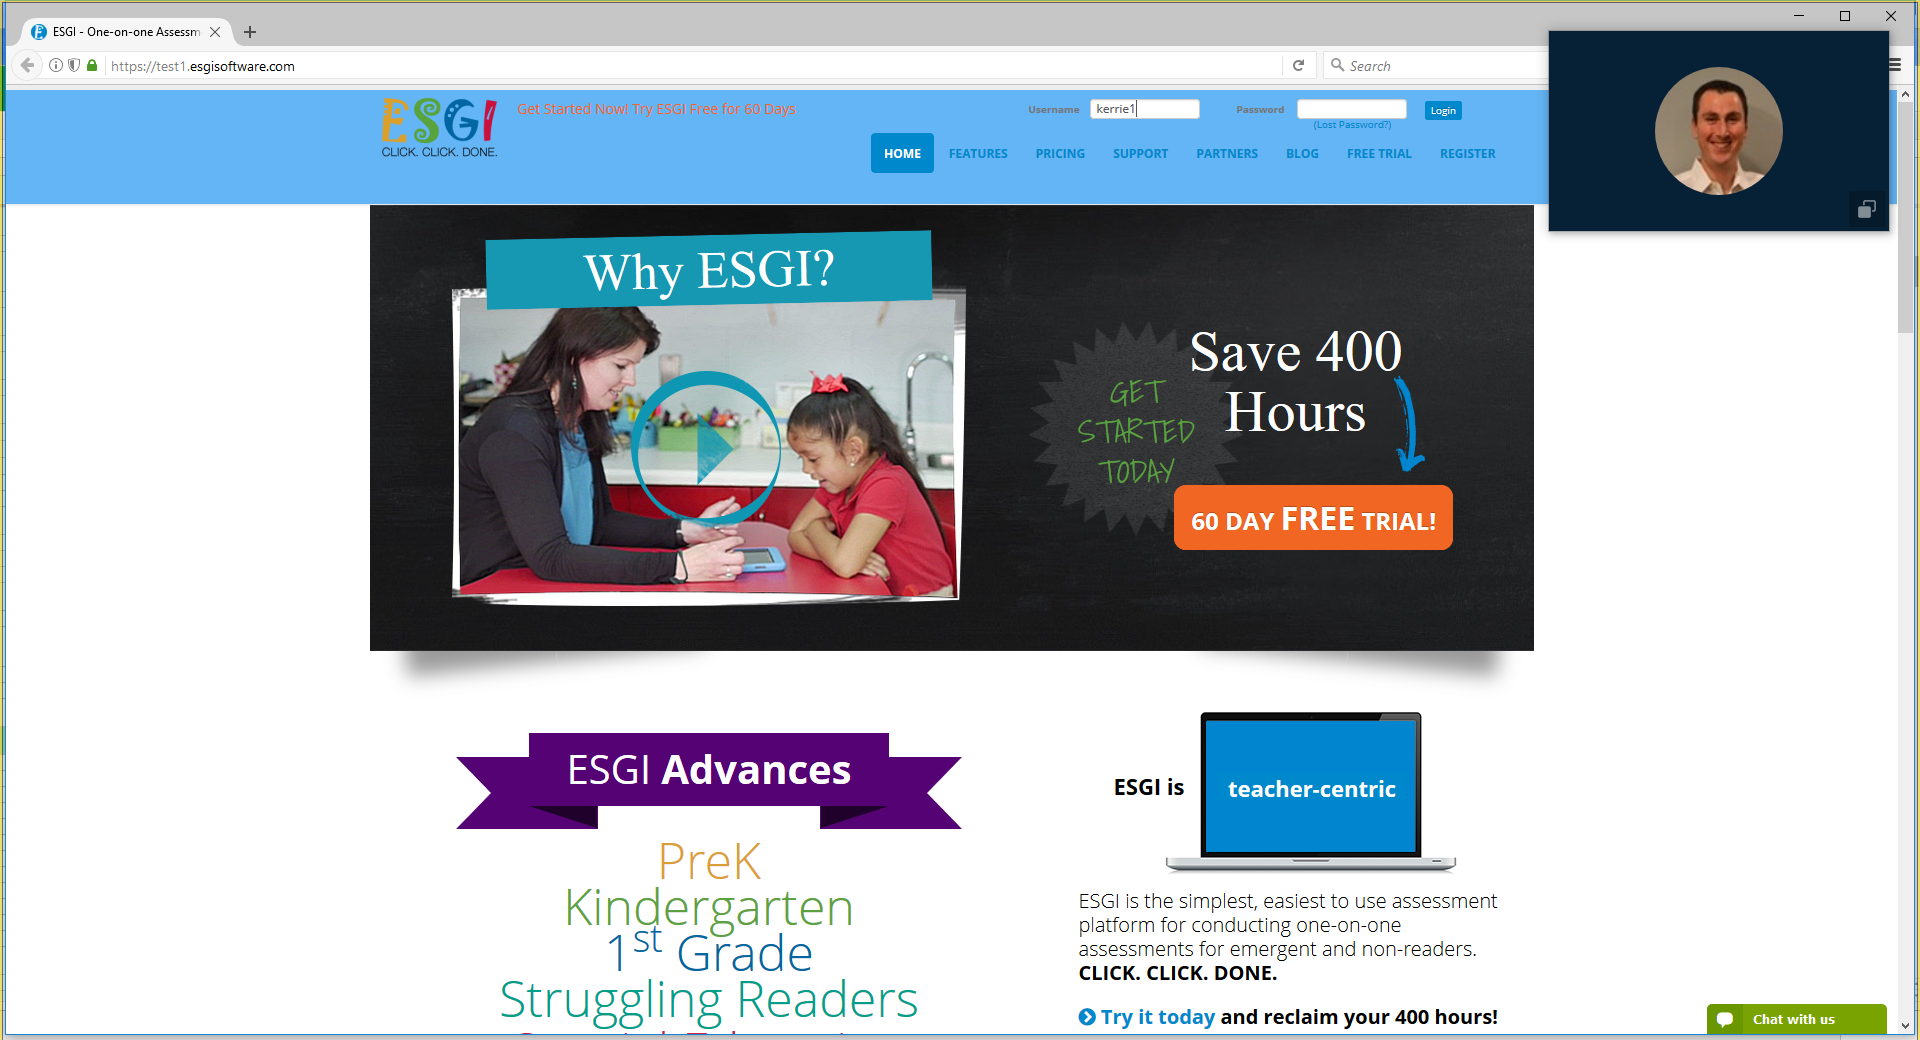 ESGI - One-on-one Assessm
https://test1.esgisoftware.com
Search
ESGI
CLICK. CLICK. DONE.
Get Started Now! Try ESGI Free for 60 Days
Username
kerrie1
Password
Login
(Lost Password?)
HOME
FEATURES
PRICING
SUPPORT
PARTNERS
BLOG
FREE TRIAL
REGISTER
Why ESGI?
GET
STARTED
TODAY
Save 400
Hours
60 DAY FREE TRIAL!
ESGI Advances
PreK
Kindergarten
1st Grade
Struggling Readers
ESGI is
teacher-centric
ESGI is the simplest, easiest to use assessment
platform for conducting one-on-one
assessments for emergent and non-readers.
CLICK. CLICK. DONE.
Try it today and reclaim your 400 hours!
Chat with us